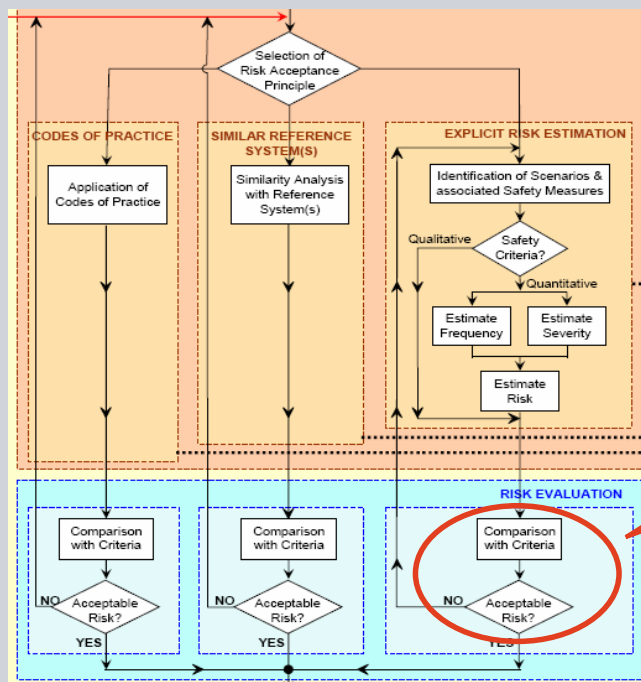 Selection of
Risk Acceptance
Principle
CODES OF PRACTICE
Application of
Codes of Practice
SIMILAR REFERENCE
SYSTEM(S)
Similarity Analysis
with Reference
System(s)
EXPLICIT RISK ESTIMATION
Identification of Scenarios &
associated Safety Measures
Qualitative
Safety
Criteria?
Quantitative
Estimate
Frequency
Estimate
Severity
Estimate
Risk
RISK EVALUATION
Comparison
with Criteria
NO
Acceptable
Risk?
YES
Comparison
with Criteria
NO
Acceptable
Risk?
YES
Comparison
with Criteria
NO
Acceptable
Risk?
YES